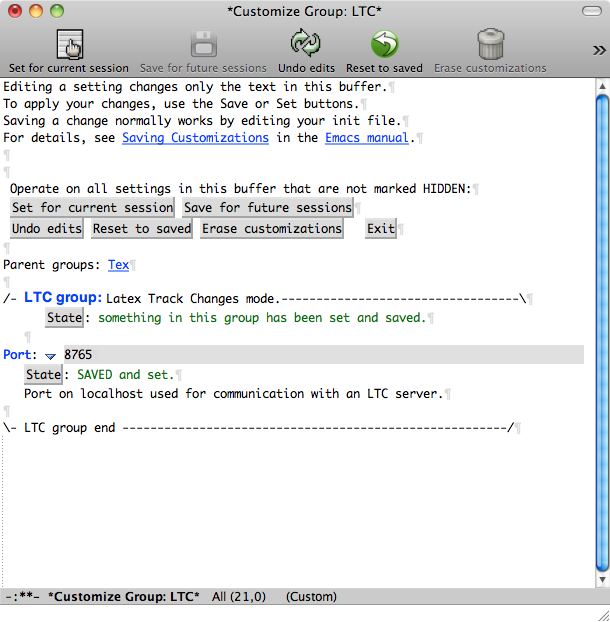 *Customize Group: LTC*
Set for current session Save for future sessions Undo edits Reset to saved Erase customizations »
Editing a setting changes only the text in this buffer.¶
To apply your changes, use the Save or Set buttons.¶
Saving a change normally works by editing your init file.¶
For details, see Saving Customizations in the Emacs manual.¶
¶
¶
Operate on all settings in this buffer that are not marked HIDDEN:¶
Set for current session Save for future sessions¶
Undo edits Reset to saved Erase customizations Exit¶
¶
Parent groups: Tex¶
¶
/- LTC group: Latex Track Changes mode.----------------------------------\¶
State: something in this group has been set and saved.¶
¶
Port: 8765
State: SAVED and set.¶
Port on localhost used for communication with an LTC server.¶
¶
\- LTC group end -------------------------------------------------------/¶
-:**- *Customize Group: LTC* All (21,0) (Custom)